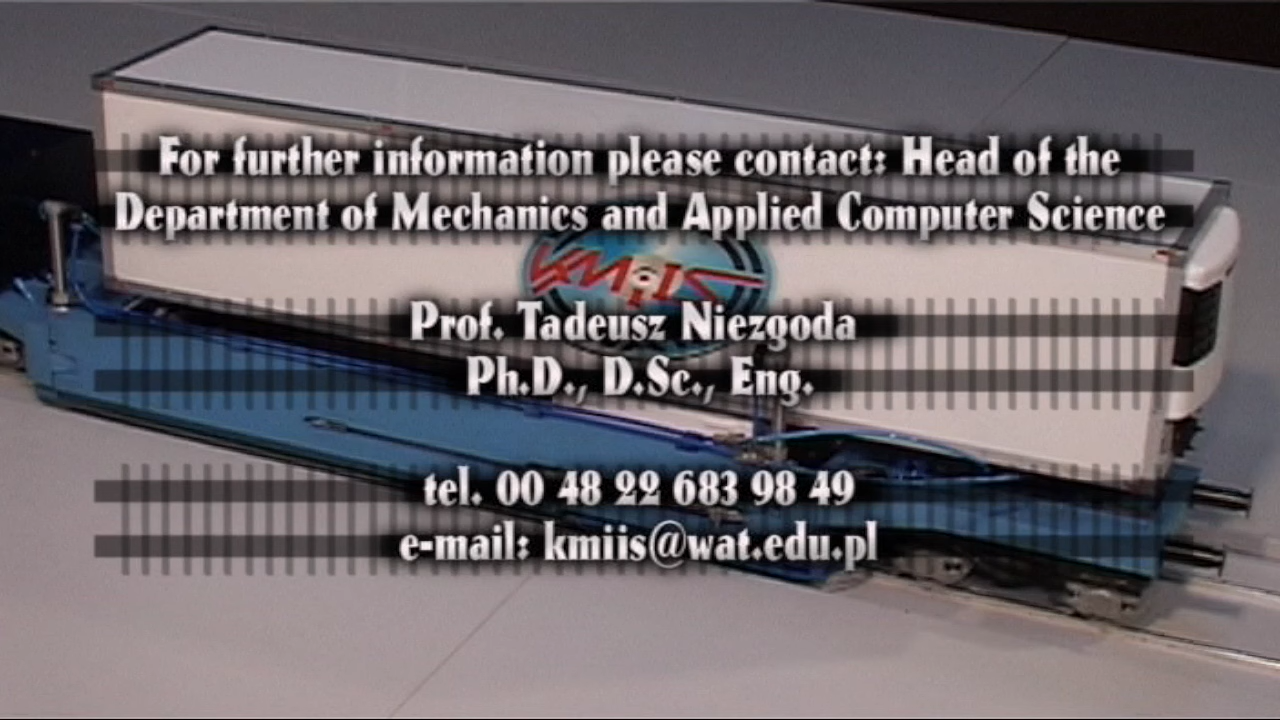 For further information please contact: Head of the
Department of Mechanics and Applied Computer Science
KMiIS
Prof. Tadeusz Niezgoda
Ph.D., D.Sc., Eng.
tel. 00 48 22 683 98 49
e-mail: kmiis@wat.edu.pl